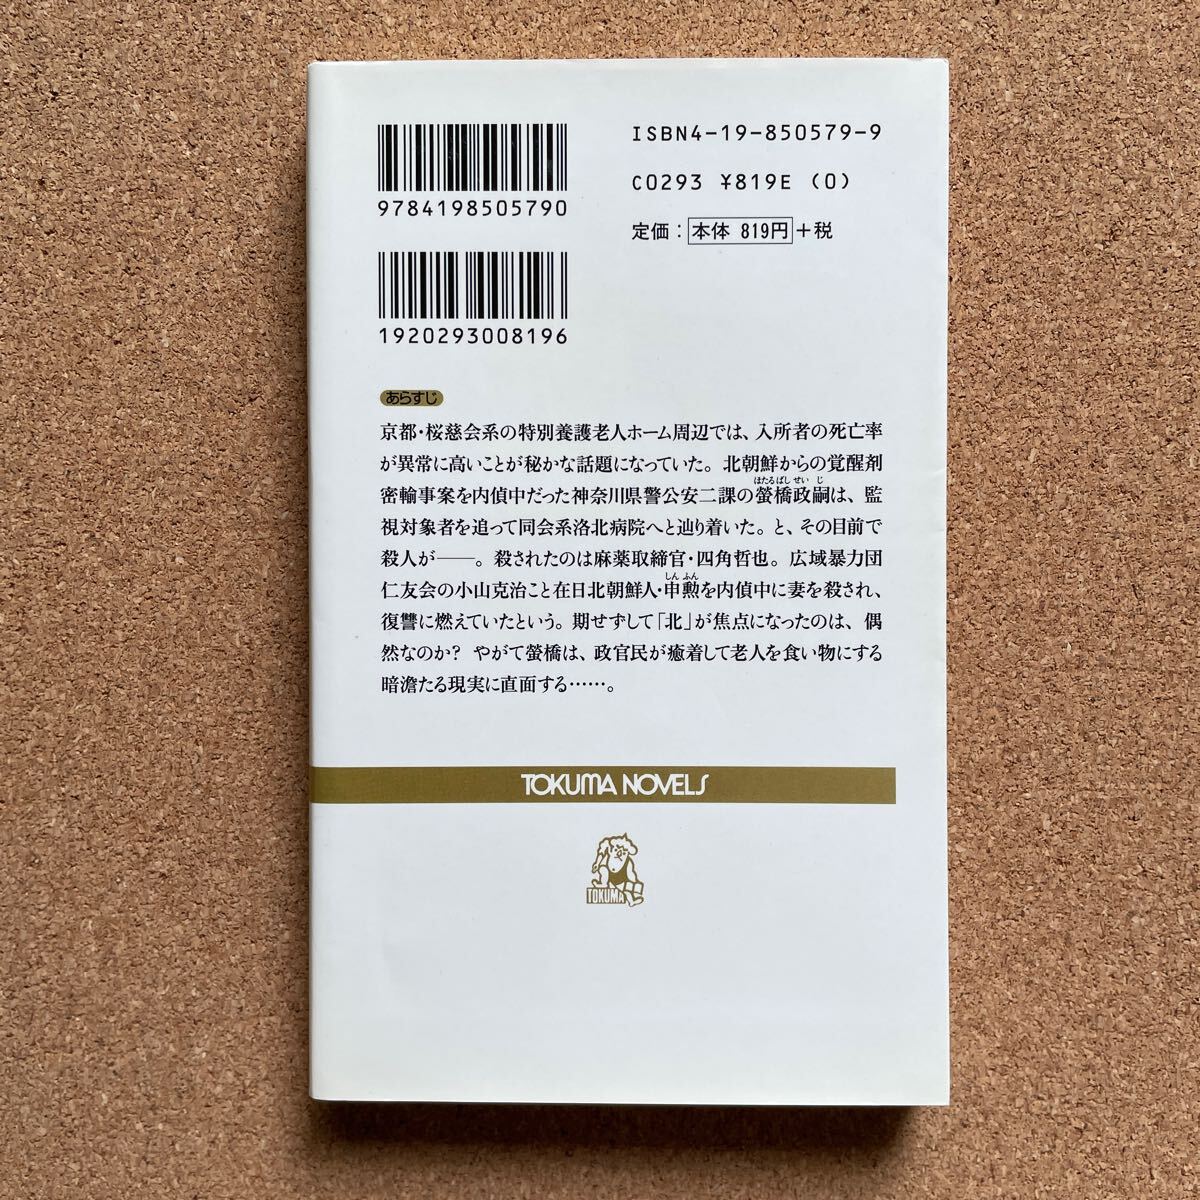 ISBN4-19-850579-9
C0293 ¥819E (0)
定価：本体 819円+税
9784198505790
1920293008196
あらすじ
京都・桜慈会系の特別養護老人ホーム周辺では、入所者の死亡率
が異常に高いことが秘かな話題になっていた。北朝鮮からの覚醒剤
ほたるばしせいじ
密輸事案を内偵中だった神奈川県警公安二課の螢橋政嗣は、監
視対象者を追って同会系洛北病院へと辿り着いた。と、その目前で
殺人が――。殺されたのは麻薬取締官・四角哲也。広域暴力団
しんふん
仁友会の小山克治こと在日北朝鮮人・申勲を内偵中に妻を殺され、
復讐に燃えていたという。期せずして「北」が焦点になったのは、偶
然なのか? やがて螢橋は、政官民が癒着して老人を食い物にする
暗澹たる現実に直面する……。
TOKUMA NOVELS
TOKUMA